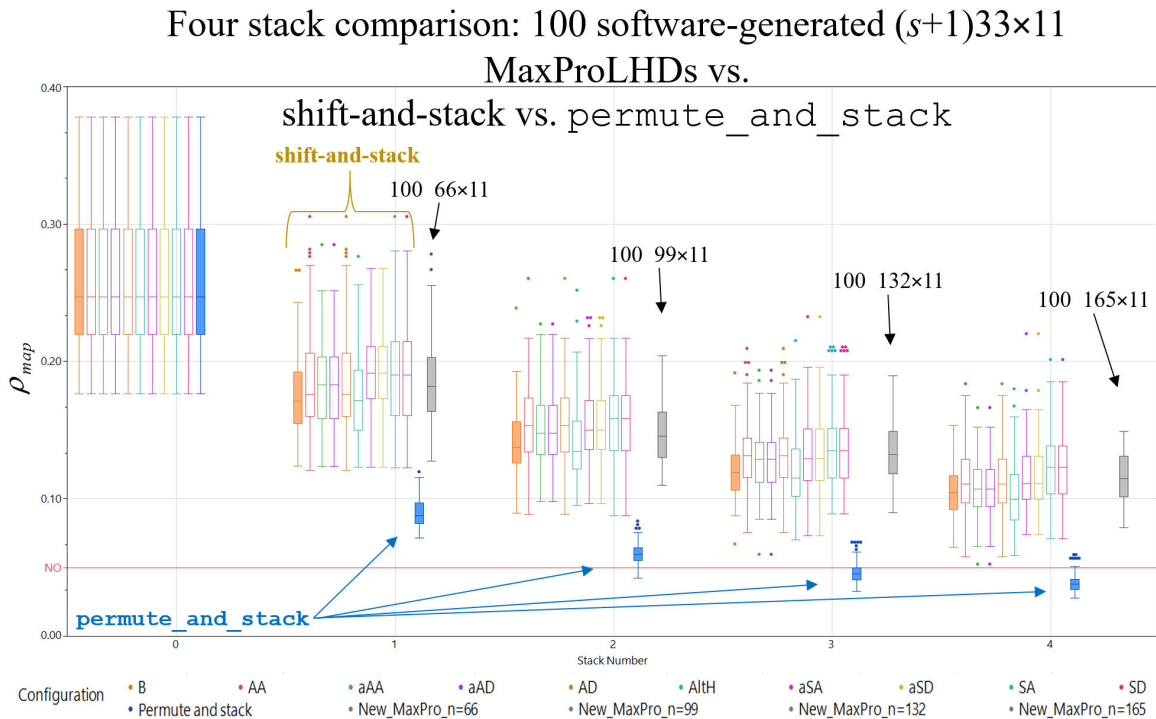 Four stack comparison: 100 software-generated (s+1)33×11
MaxProLHDs vs.
shift-and-stack vs. permute_and_stack
0.40
shift-and-stack
100 66×11
0.30
100 99×11
100 132×11
100 165×11
0.20
ρmap
0.10
NO
permute_and_stack
0.00
0 1 2 3 4
Stack Number
Configuration B AA aAA aAD AD AltH aSA aSD SA SD
Permute and stack New_MaxPro_n=66 New_MaxPro_n=99 New_MaxPro_n=132 New_MaxPro_n=165